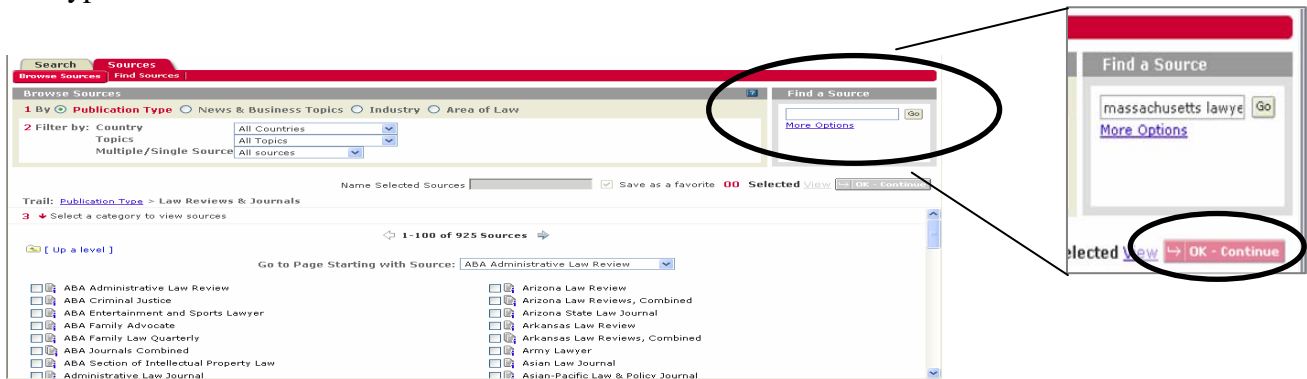 Search Sources
Browse Sources Find Sources |
Browse Sources ?
1 By Publication Type News & Business Topics Industry Area of Law
2 Filter by: Country All Countries
Topics All Topics
Multiple/Single Source All sources
Find a Source
Go
More Options
Name Selected Sources Save as a favorite 00 Selected View OK - Continue
Trail: Publication Type > Law Reviews & Journals
3 Select a category to view sources
1-100 of 925 Sources
[ Up a level ]
Go to Page Starting with Source: ABA Administrative Law Review
ABA Administrative Law Review
ABA Criminal Justice
ABA Entertainment and Sports Lawyer
ABA Family Advocate
ABA Family Law Quarterly
ABA Journals Combined
ABA Section of Intellectual Property Law
Administrative Law Journal
Arizona Law Review
Arizona Law Reviews, Combined
Arizona State Law Journal
Arkansas Law Review
Arkansas Law Reviews, Combined
Army Lawyer
Asian Law Journal
Asian-Pacific Law & Policy Journal
Find a Source
massachusetts lawye Go
More Options
elected View OK - Continue